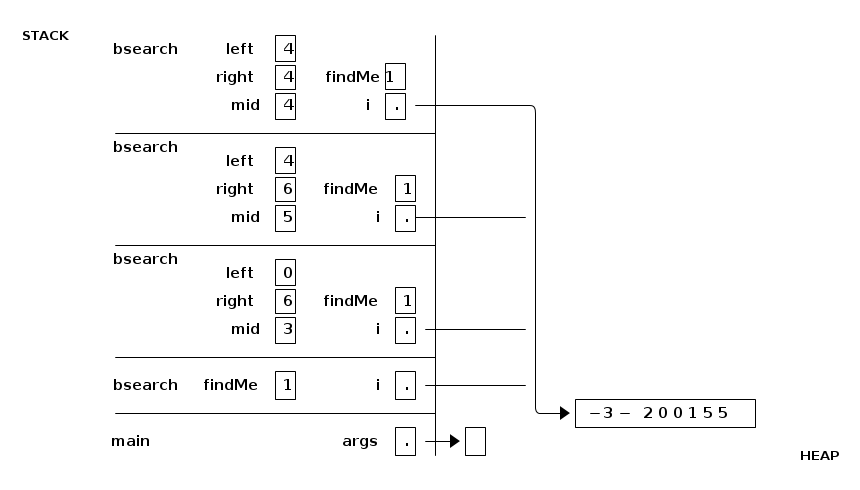 STACK
bsearch left 4
right 4 findMe 1
mid 4 i .
bsearch
left 4
right 6 findMe 1
mid 5 i .
bsearch
left 0
right 6 findMe 1
mid 3 i .
bsearch findMe 1 i .
−3 − 2 0 0 1 5 5
main args .
HEAP